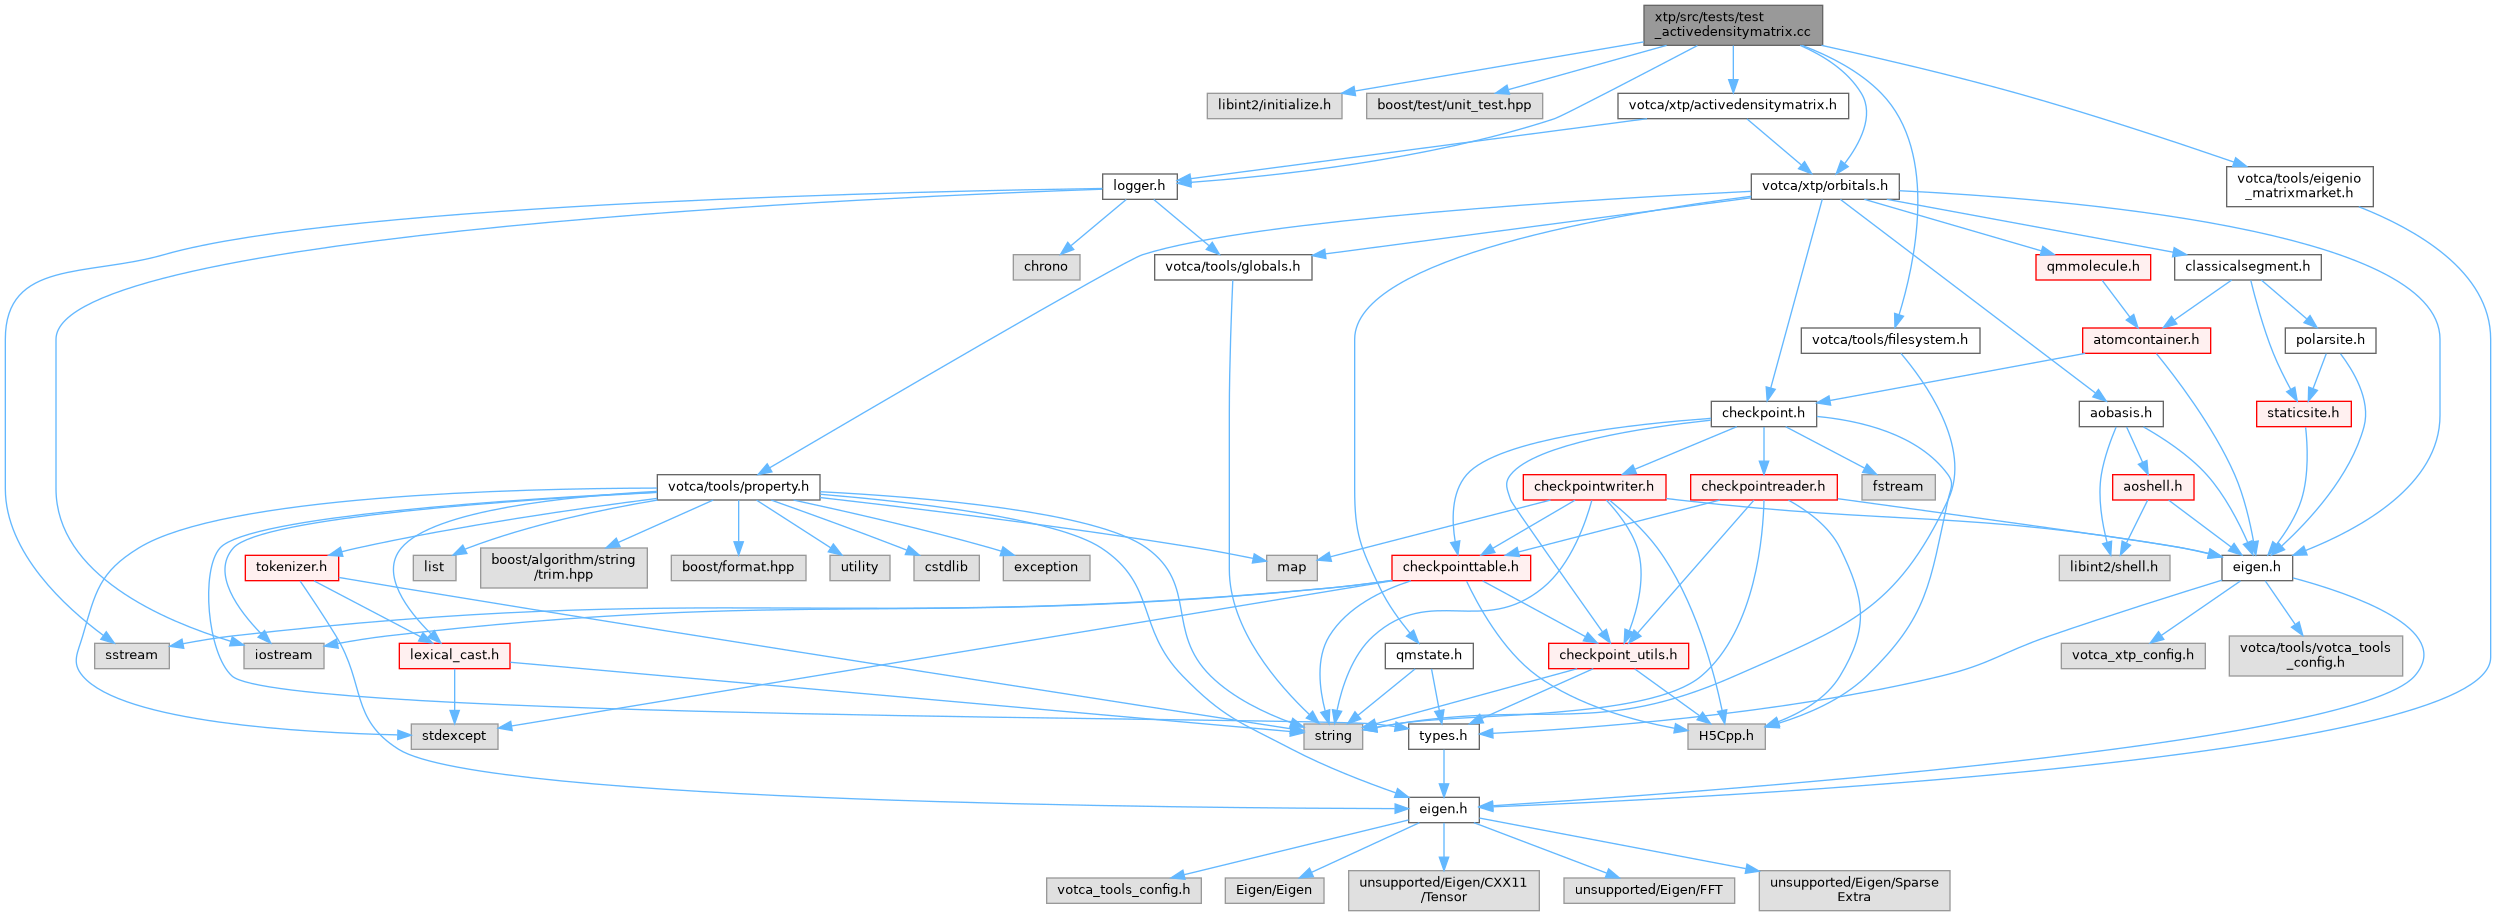 xtp/src/tests/test
_activedensitymatrix.cc
libint2/initialize.h
boost/test/unit_test.hpp
votca/xtp/activedensitymatrix.h
logger.h
votca/xtp/orbitals.h
votca/tools/eigenio
_matrixmarket.h
chrono
votca/tools/globals.h
qmmolecule.h
classicalsegment.h
votca/tools/filesystem.h
atomcontainer.h
polarsite.h
checkpoint.h
aobasis.h
staticsite.h
votca/tools/property.h
checkpointwriter.h
checkpointreader.h
fstream
aoshell.h
tokenizer.h
list
boost/algorithm/string
/trim.hpp
boost/format.hpp
utility
cstdlib
exception
map
checkpointtable.h
libint2/shell.h
eigen.h
sstream
iostream
lexical_cast.h
qmstate.h
checkpoint_utils.h
votca_xtp_config.h
votca/tools/votca_tools
_config.h
stdexcept
string
types.h
H5Cpp.h
eigen.h
votca_tools_config.h
Eigen/Eigen
unsupported/Eigen/CXX11
/Tensor
unsupported/Eigen/FFT
unsupported/Eigen/Sparse
Extra